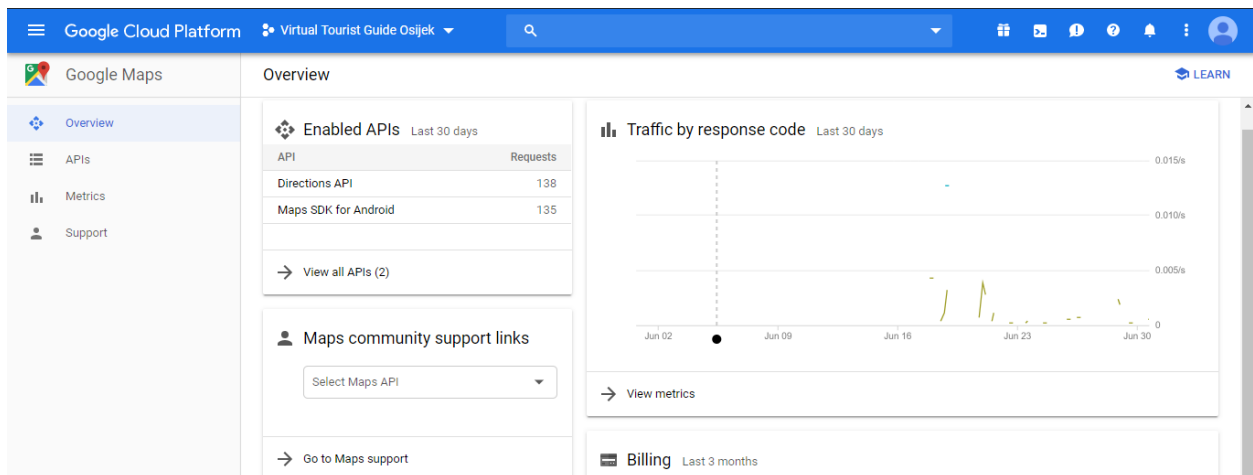 Google Cloud Platform
Virtual Tourist Guide Osijek
Google Maps
Overview
LEARN
Overview
APIs
Metrics
Support
Enabled APIs Last 30 days
API Requests
Directions API 138
Maps SDK for Android 135
View all APIs (2)
Maps community support links
Select Maps API
Go to Maps support
Traffic by response code Last 30 days
0.015/s
0.010/s
0.005/s
0
Jun 02 Jun 09 Jun 16 Jun 23 Jun 30
View metrics
Billing Last 3 months